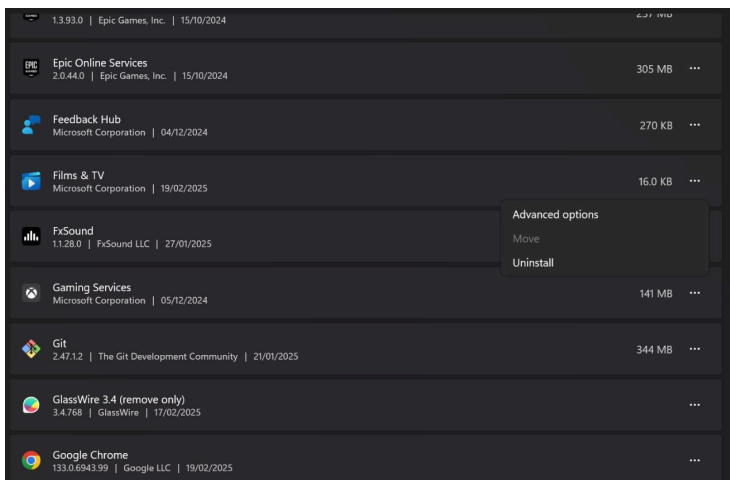 1.3.93.0 | Epic Games, Inc. | 15/10/2024
237 MB
Epic Online Services
2.0.44.0 | Epic Games, Inc. | 15/10/2024
305 MB
Feedback Hub
Microsoft Corporation | 04/12/2024
270 KB
Films & TV
Microsoft Corporation | 19/02/2025
16.0 KB
Advanced options
Move
Uninstall
FxSound
1.1.28.0 | FxSound LLC | 27/01/2025
Gaming Services
Microsoft Corporation | 05/12/2024
141 MB
Git
2.47.1.2 | The Git Development Community | 21/01/2025
344 MB
GlassWire 3.4 (remove only)
3.4.768 | GlassWire | 17/02/2025
Google Chrome
133.0.6943.99 | Google LLC | 19/02/2025